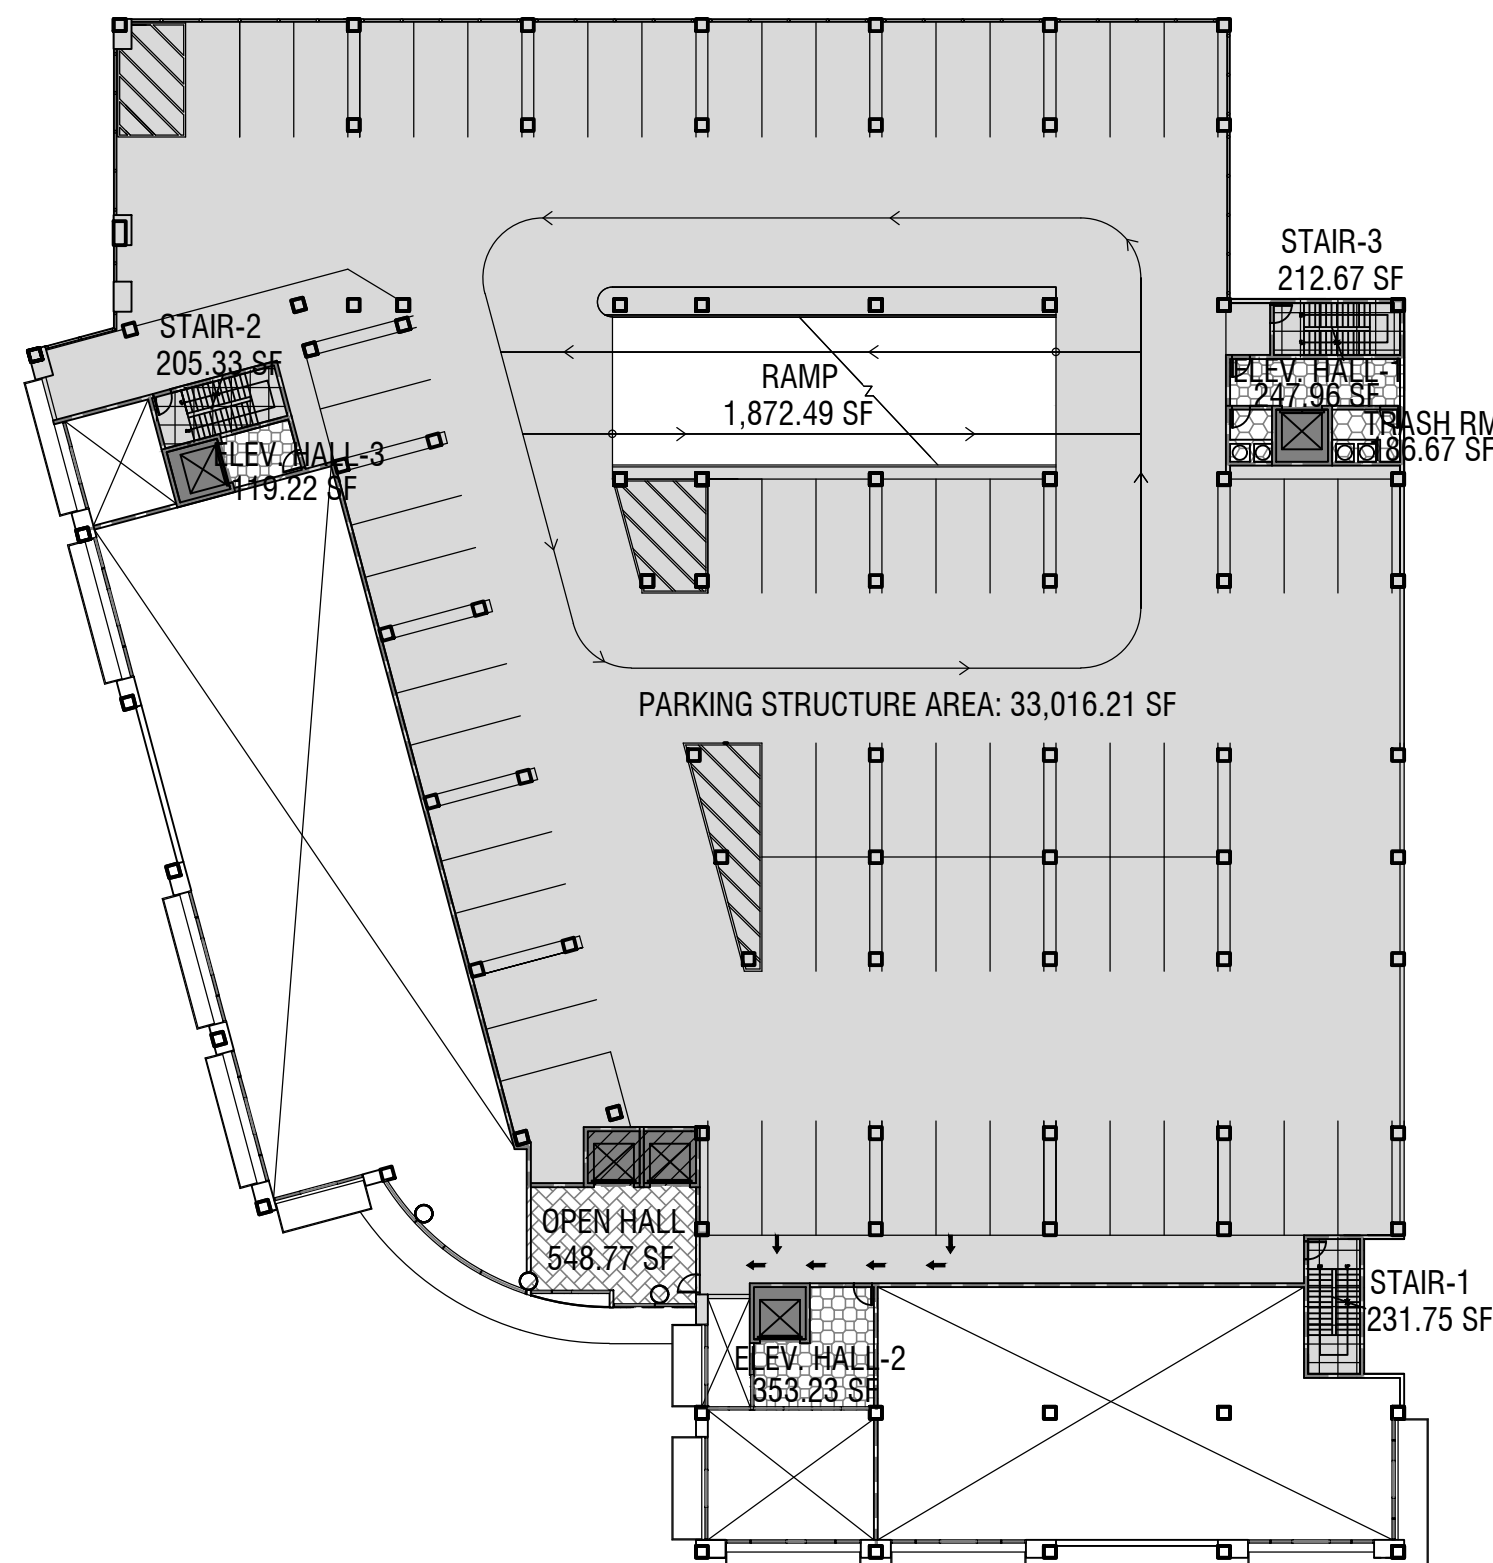 STAIR-3
212.67 SF
STAIR-2
205.33 SF
RAMP
1,872.49 SF
ELEV. HALL-1
247.96 SF
TRASH RM
186.67 SF
ELEV. HALL-3
119.22 SF
PARKING STRUCTURE AREA: 33,016.21 SF
OPEN HALL
548.77 SF
STAIR-1
231.75 SF
ELEV. HALL-2
353.23 SF